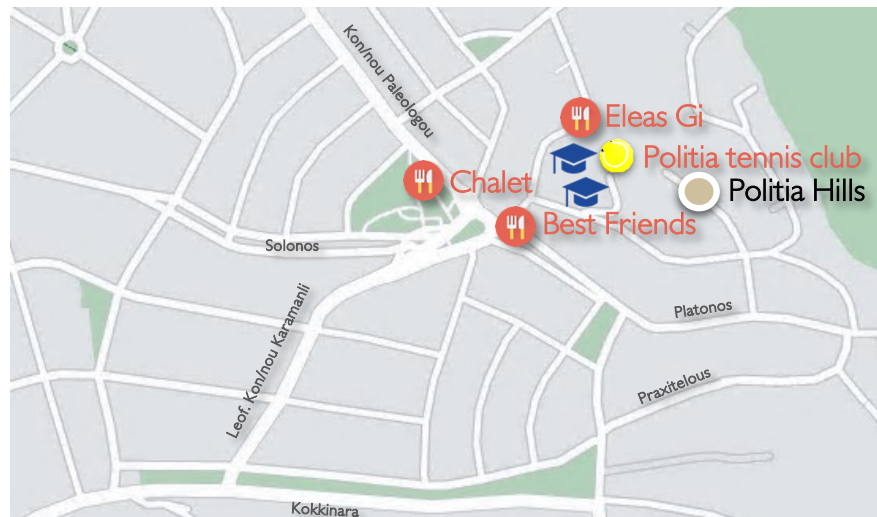 Kon/nou Paleologou
Eleas Gi
Politia tennis club
Chalet
Politia Hills
Best Friends
Solonos
Platonos
Leof. Kon/nou Karamanli
Praxitelous
Kokkinara